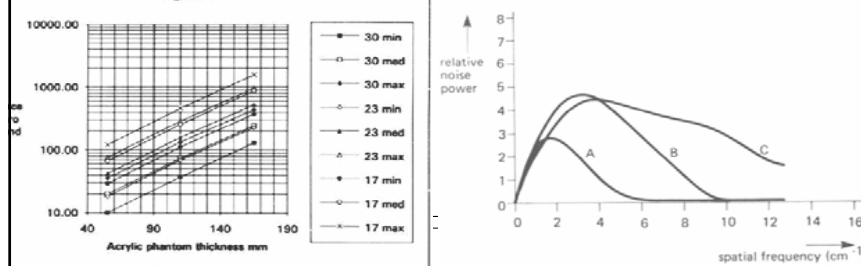 10000.00
1000.00
100.00
10.00
40 90 140 190
Acrylic phantom thickness mm
30 min
30 med
30 max
23 min
23 med
23 max
17 min
17 med
17 max
relative
noise
power
8
7
6
5
4
3
2
1
0
A
B
C
0 2 4 6 8 10 12 14 16
spatial frequency (cm -1